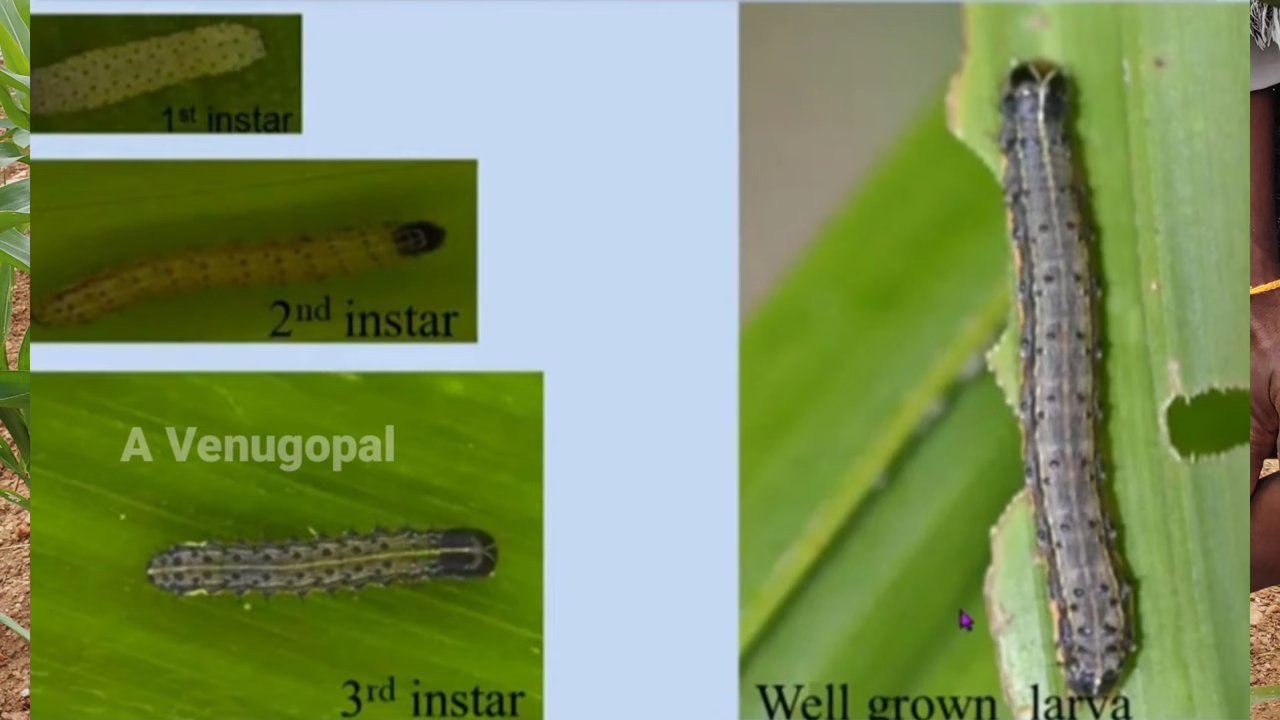 1st instar
2nd instar
A Venugopal
3rd instar
Well grown larva